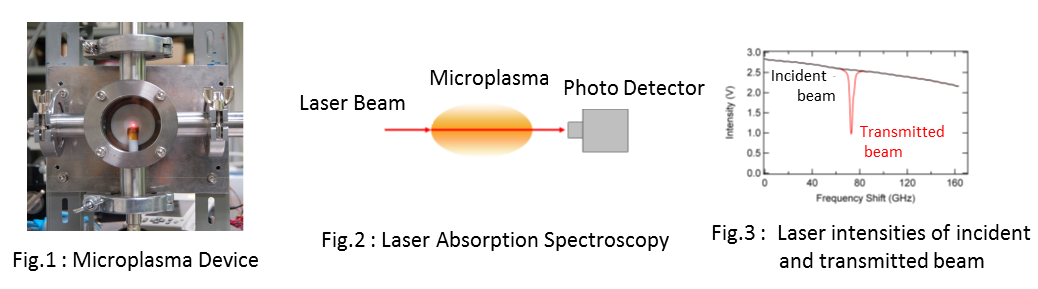 Laser Beam
Microplasma
Photo Detector
Fig.1 : Microplasma Device
Fig.2 : Laser Absorption Spectroscopy
3.0
2.5
2.0
1.5
1.0
0.5
0.0
Intensity (V)
Incident
beam
Transmitted
beam
0
40
80
120
160
Frequency Shift (GHz)
Fig.3 : Laser intensities of incident
and transmitted beam